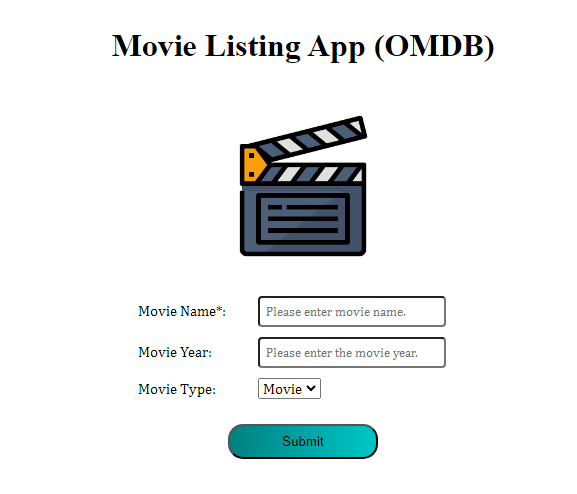 Movie Listing App (OMDB)
Movie Name*: Please enter movie name.
Movie Year: Please enter the movie year.
Movie Type: Movie
Submit